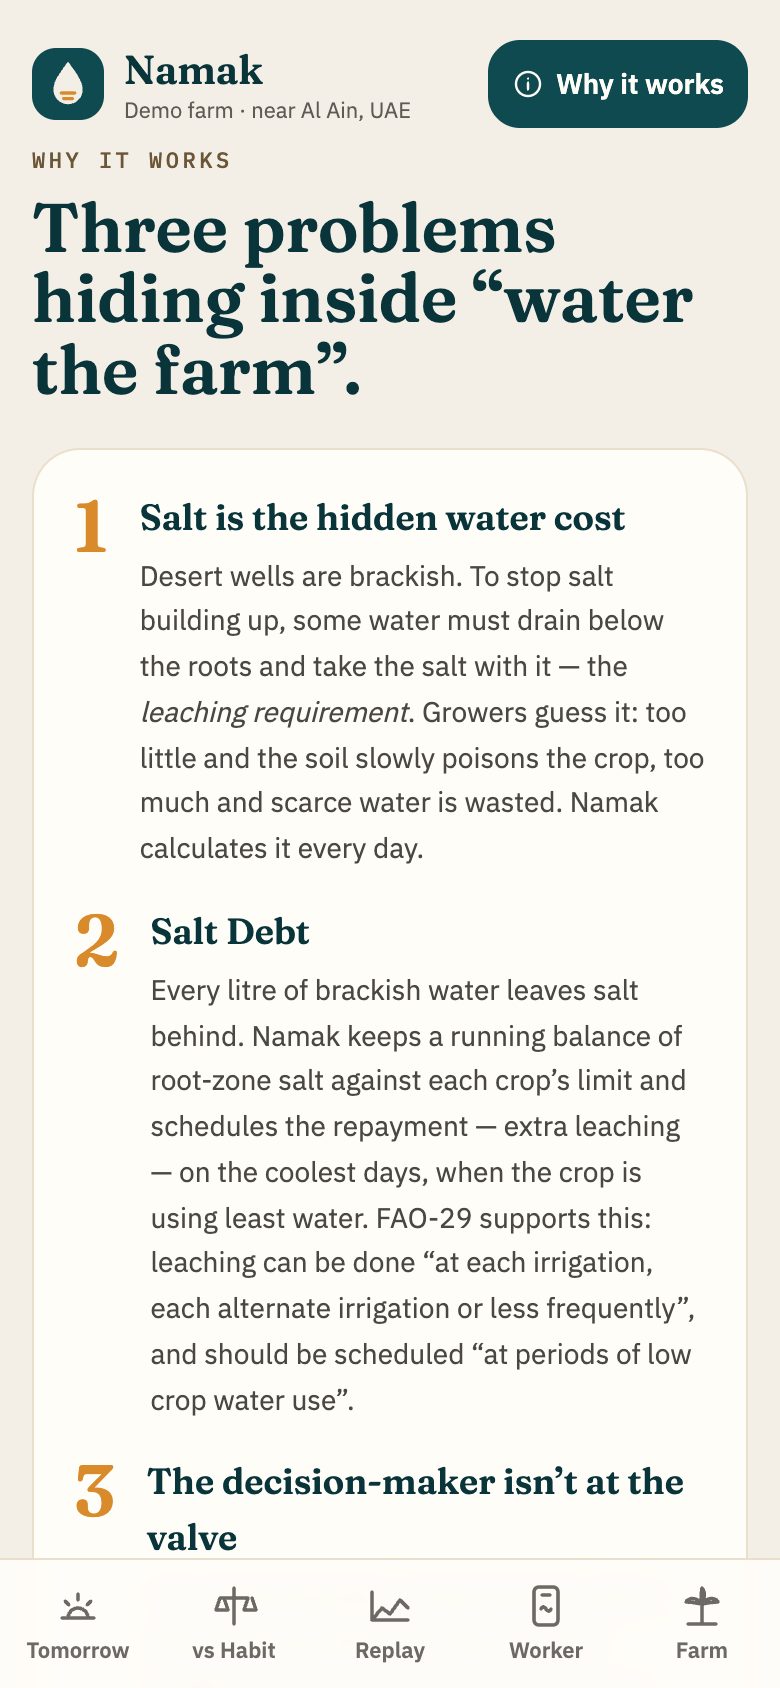 Namak
Demo farm · near Al Ain, UAE
Why it works
WHY IT WORKS
Three problems
hiding inside “water
the farm”.
1
Salt is the hidden water cost
Desert wells are brackish. To stop salt
building up, some water must drain below
the roots and take the salt with it — the
leaching requirement. Growers guess it: too
little and the soil slowly poisons the crop, too
much and scarce water is wasted. Namak
calculates it every day.
2
Salt Debt
Every litre of brackish water leaves salt
behind. Namak keeps a running balance of
root-zone salt against each crop’s limit and
schedules the repayment — extra leaching
— on the coolest days, when the crop is
using least water. FAO-29 supports this:
leaching can be done “at each irrigation,
each alternate irrigation or less frequently”,
and should be scheduled “at periods of low
crop water use”.
3
The decision-maker isn’t at the
valve
Tomorrow
vs Habit
Replay
Worker
Farm